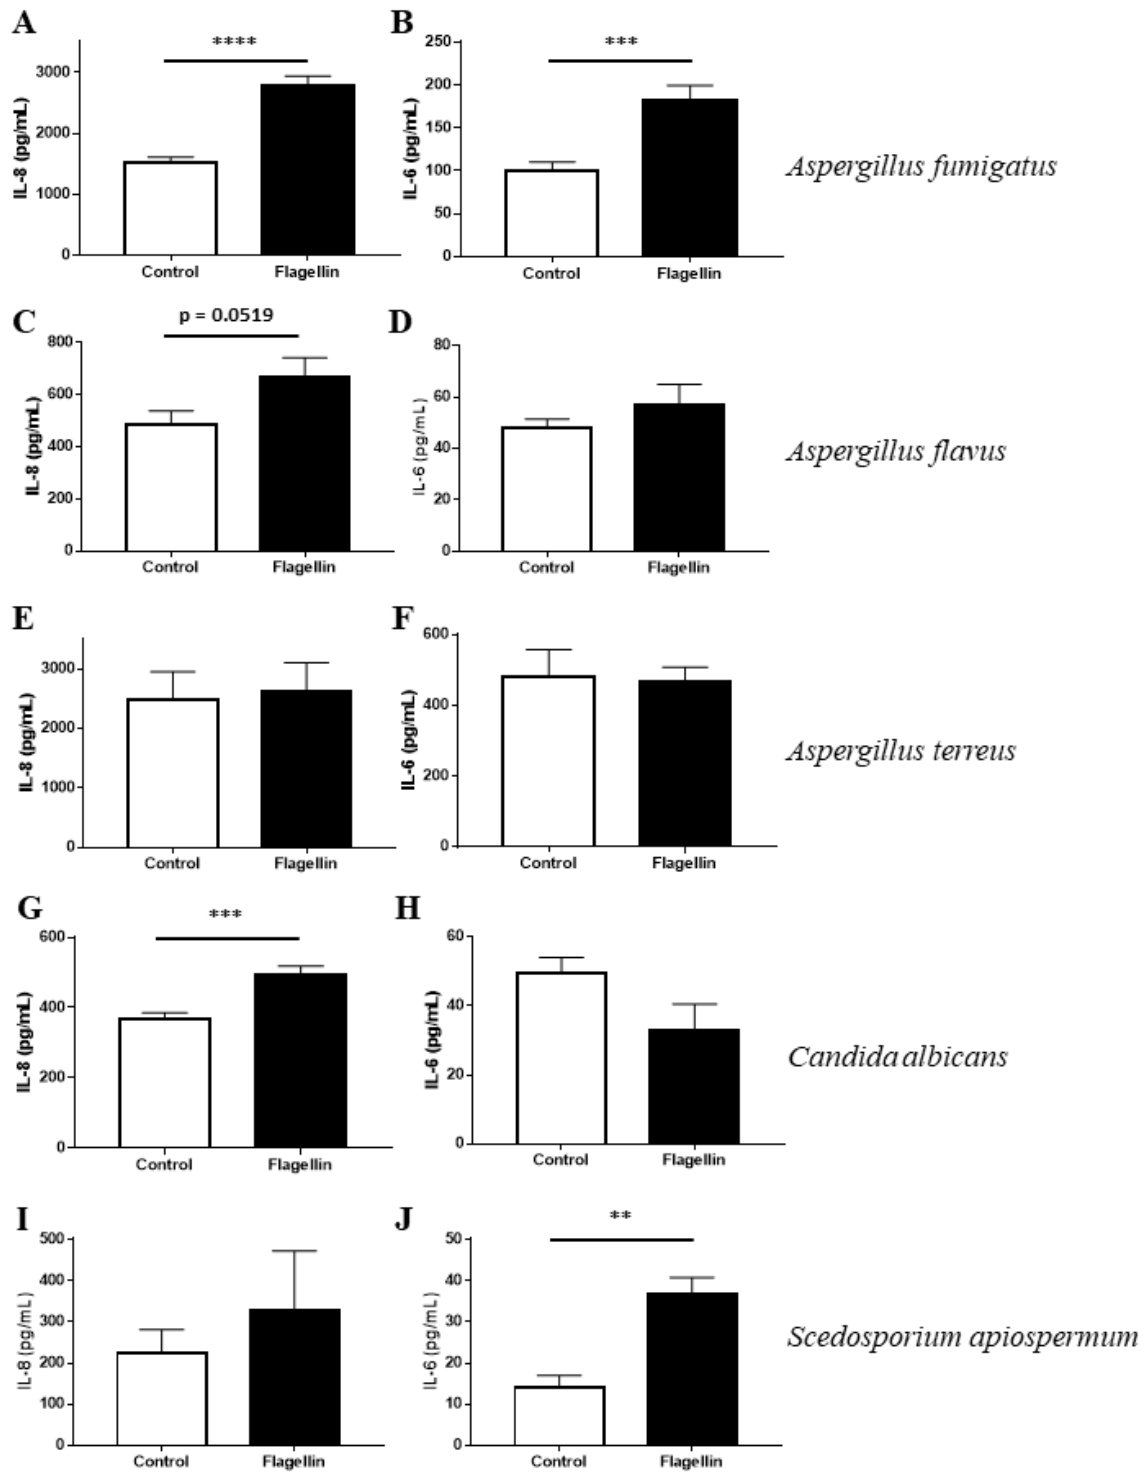 A
****
IL-8 (pg/mL)
3000
2000
1000
0
Control
Flagellin
B
***
IL-6 (pg/mL)
250
200
150
100
50
0
Control
Flagellin
Aspergillus fumigatus
C
p = 0.0519
IL-8 (pg/mL)
800
600
400
200
0
Control
Flagellin
D
IL-6 (pg/mL)
80
60
40
20
0
Control
Flagellin
Aspergillus flavus
E
IL-8 (pg/mL)
3000
2000
1000
0
Control
Flagellin
F
IL-6 (pg/mL)
600
400
200
0
Control
Flagellin
Aspergillus terreus
G
***
IL-8 (pg/mL)
600
400
200
0
Control
Flagellin
H
IL-6 (pg/mL)
60
40
20
0
Control
Flagellin
Candida albicans
I
IL-8 (pg/mL)
500
400
300
200
100
0
Control
Flagellin
J
**
IL-6 (pg/mL)
50
40
30
20
10
0
Control
Flagellin
Scedosporium apiospermum